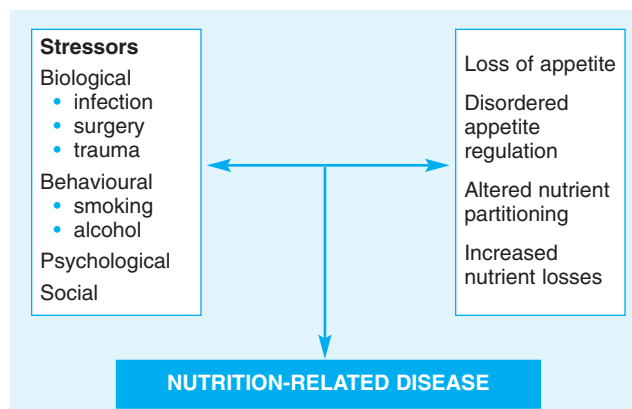 Stressors
Biological
• infection
• surgery
• trauma
Behavioural
• smoking
• alcohol
Psychological
Social
Loss of appetite
Disordered
appetite
regulation
Altered nutrient
partitioning
Increased
nutrient losses
NUTRITION-RELATED DISEASE